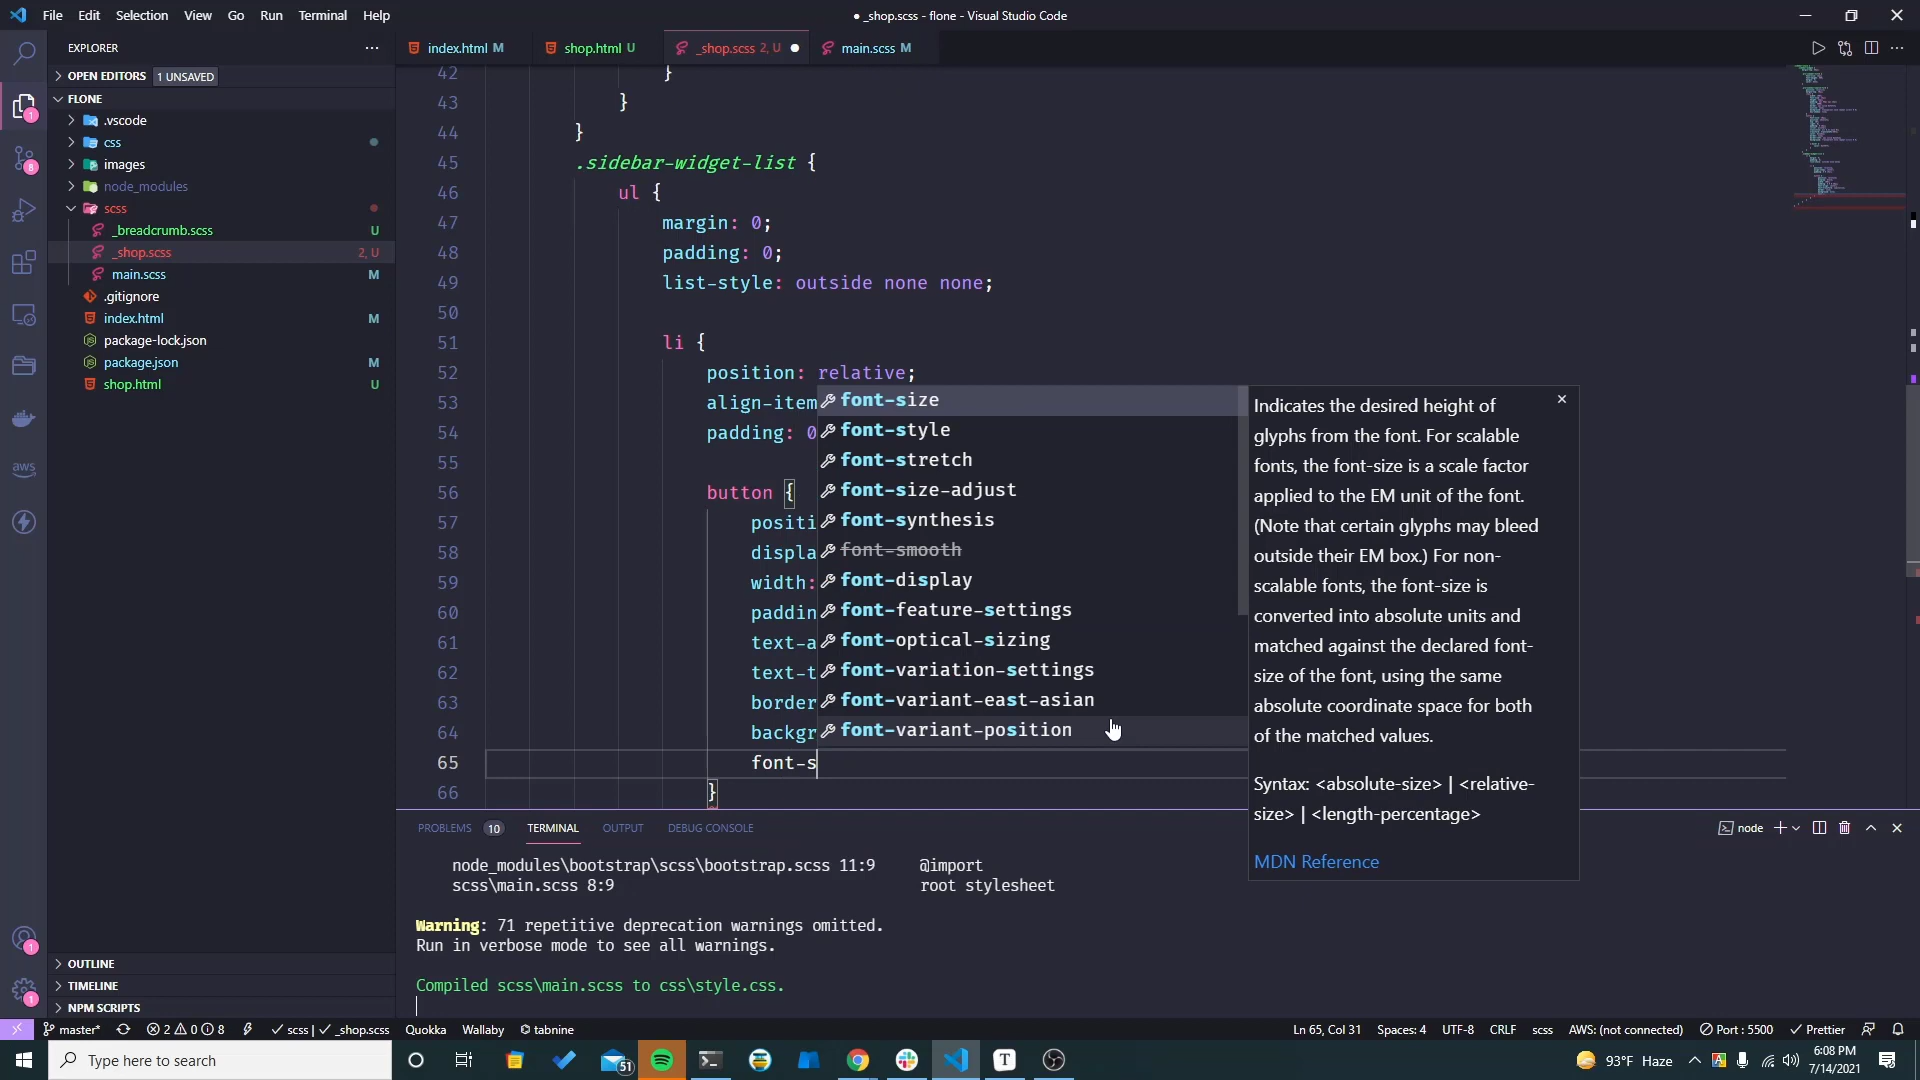 File Edit Selection View Go Run Terminal Help
● _shop.scss - flone - Visual Studio Code
EXPLORER
OPEN EDITORS 1 UNSAVED
FLONE
.vscode
css
images
node_modules
scss
_breadcrumb.scss U
_shop.scss 2, U
main.scss M
.gitignore
index.html M
package-lock.json
package.json M
shop.html U
OUTLINE
TIMELINE
NPM SCRIPTS
index.html M shop.html U _shop.scss 2, U main.scss M
42 }
43 }
44 }
45 .sidebar-widget-list {
46 ul {
47 margin: 0;
48 padding: 0;
49 list-style: outside none none;
50
51 li {
52 position: relative;
53 align-item
54 padding: 0
55
56 button {
57 positi
58 displa
59 width:
60 paddin
61 text-a
62 text-t
63 border
64 backgr
65 font-s
66 }
font-size
font-style
font-stretch
font-size-adjust
font-synthesis
font-smooth
font-display
font-feature-settings
font-optical-sizing
font-variation-settings
font-variant-east-asian
font-variant-position
Indicates the desired height of
glyphs from the font. For scalable
fonts, the font-size is a scale factor
applied to the EM unit of the font.
(Note that certain glyphs may bleed
outside their EM box.) For non-
scalable fonts, the font-size is
converted into absolute units and
matched against the declared font-
size of the font, using the same
absolute coordinate space for both
of the matched values.
Syntax: <absolute-size> | <relative-
size> | <length-percentage>
MDN Reference
PROBLEMS 10 TERMINAL OUTPUT DEBUG CONSOLE
node
node_modules\bootstrap\scss\bootstrap.scss 11:9 @import
scss\main.scss 8:9 root stylesheet
Warning: 71 repetitive deprecation warnings omitted.
Run in verbose mode to see all warnings.
Compiled scss\main.scss to css\style.css.
aws
1
8
1
1
master* 2 0 8 scss | _shop.scss Quokka Wallaby tabnine
Ln 65, Col 31 Spaces: 4 UTF-8 CRLF scss AWS: (not connected) Port : 5500 Prettier
Type here to search
51
T
93°F Haze
6:08 PM
7/14/2021